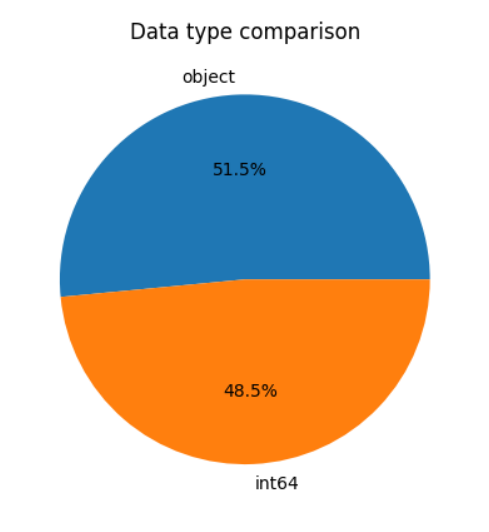 Data type comparison
object
51.5%
48.5%
int64